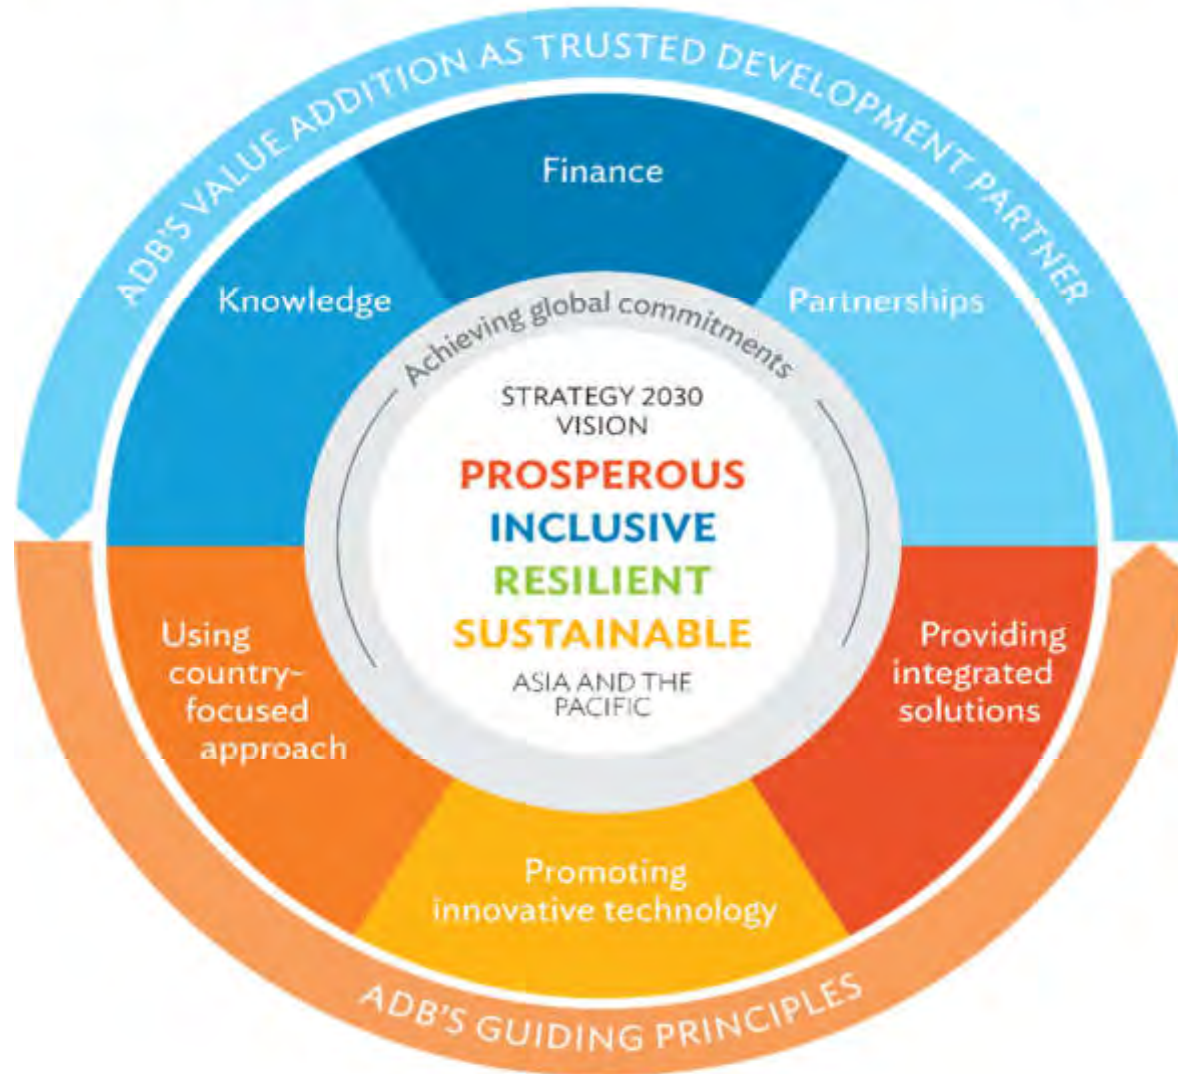 ADB'S VALUE ADDITION AS TRUSTED DEVELOPMENT PARTNER
Finance
Knowledge
Partnerships
Achieving global commitments
STRATEGY 2030
VISION
PROSPEROUS
INCLUSIVE
RESILIENT
SUSTAINABLE
ASIA AND THE
PACIFIC
Using
country-
focused
approach
Providing
integrated
solutions
Promoting
innovative technology
ADB'S GUIDING PRINCIPLES